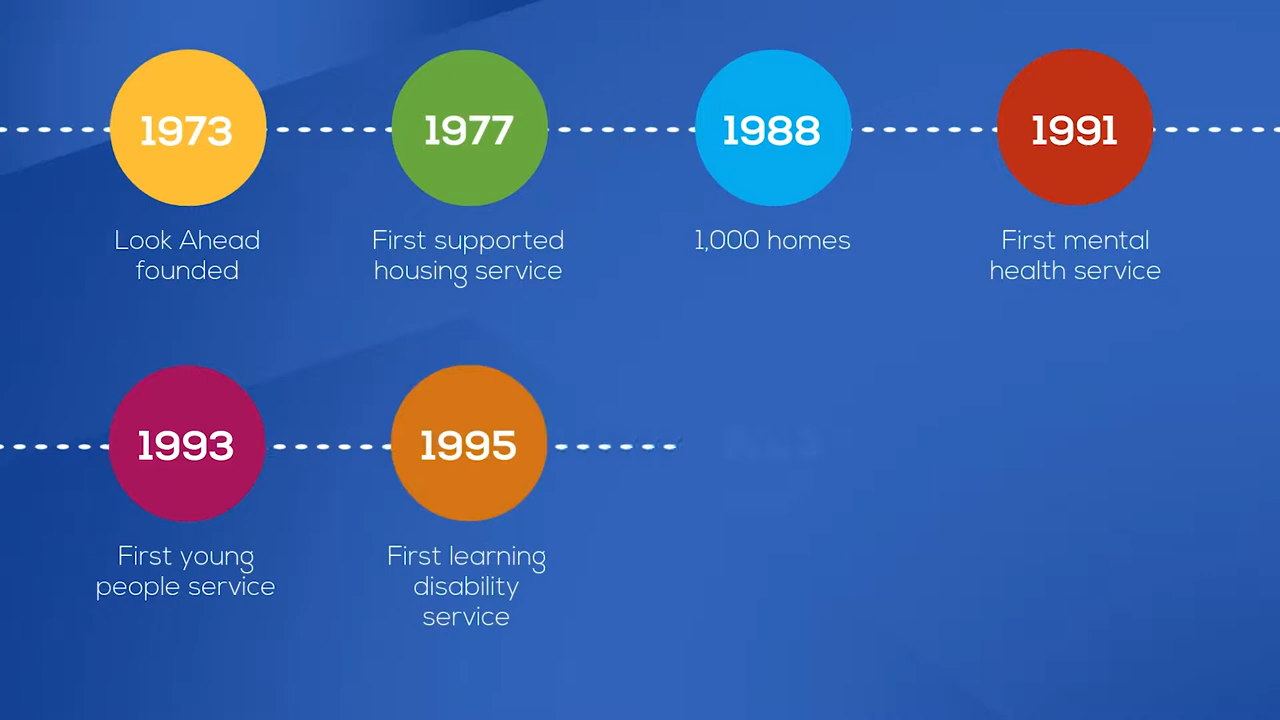 1973
1977
1988
1991
Look Ahead
founded
First supported
housing service
1,000 homes
First mental
health service
1993
1995
First young
people service
First learning
disability
service